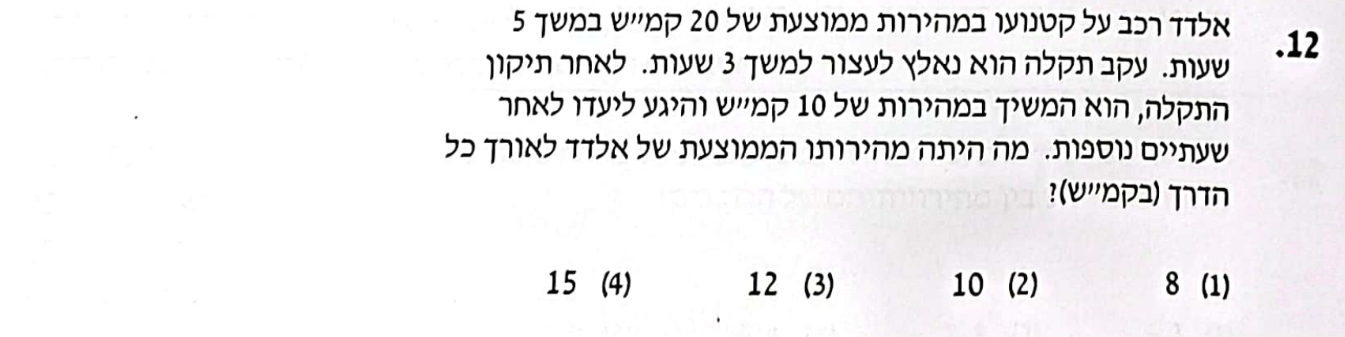 12. אלדד רכב על קטנועו במהירות ממוצעת של 20 קמ״ש במשך 5
שעות. עקב תקלה הוא נאלץ לעצור למשך 3 שעות. לאחר תיקון
התקלה, הוא המשיך במהירות של 10 קמ״ש והיגע ליעדו לאחר
שעתיים נוספות. מה היתה מהירותו הממוצעת של אלדד לאורך כל
הדרך (בקמ״ש)?
(1) 8 (2) 10 (3) 12 (4) 15